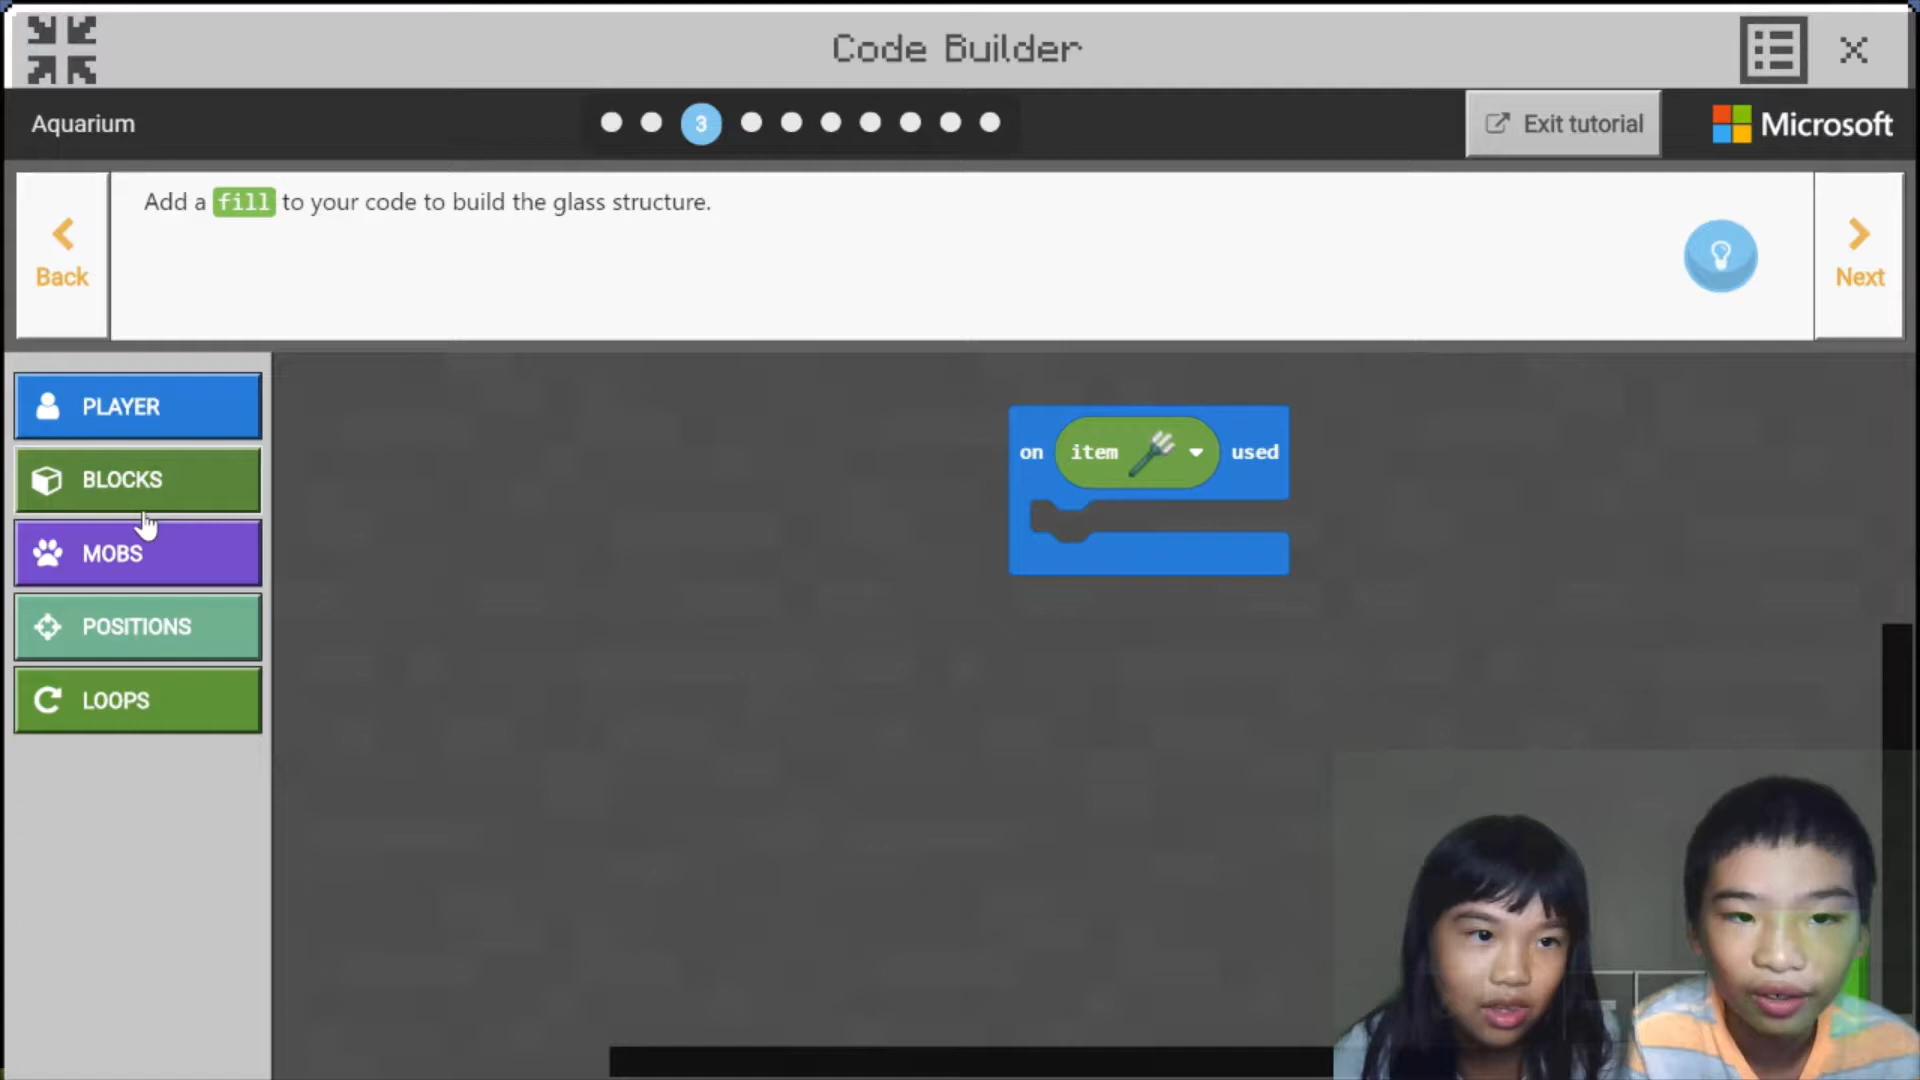 Code Builder
Aquarium
3
Exit tutorial
Microsoft
Back
Add a fill to your code to build the glass structure.
Next
PLAYER
BLOCKS
MOBS
POSITIONS
LOOPS
on item used